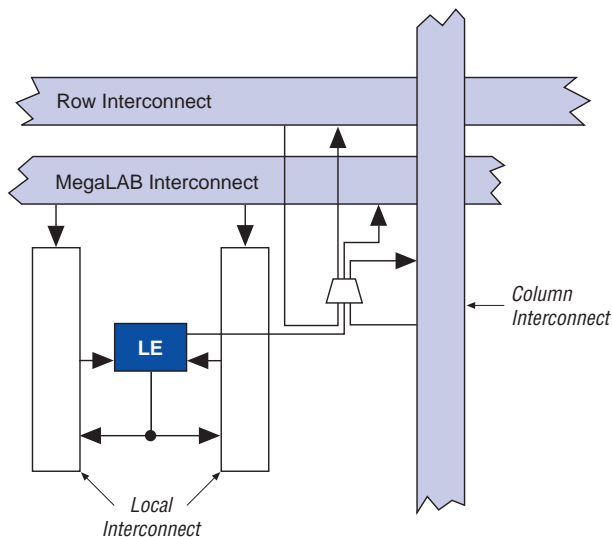 Row Interconnect
MegaLAB Interconnect
LE
Column
Interconnect
Local
Interconnect